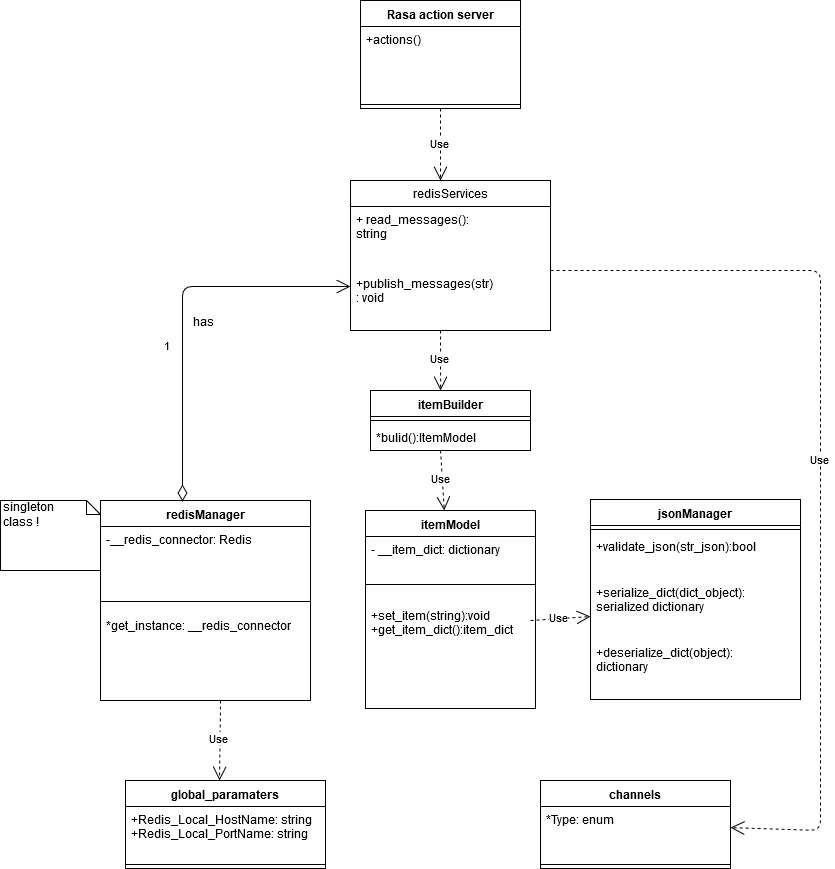 Rasa action server
+actions()
Use
redisServices
+ read_messages():
string
+publish_messages(str)
: void
has
1
Use
itemBuilder
*bulid():ItemModel
Use
Use
singleton
class !
redisManager
-__redis_connector: Redis
*get_instance: __redis_connector
itemModel
- __item_dict: dictionary
+set_item(string):void
+get_item_dict():item_dict
Use
jsonManager
+validate_json(str_json):bool
+serialize_dict(dict_object):
serialized dictionary
+deserialize_dict(object):
dictionary
Use
global_paramaters
+Redis_Local_HostName: string
+Redis_Local_PortName: string
channels
*Type: enum